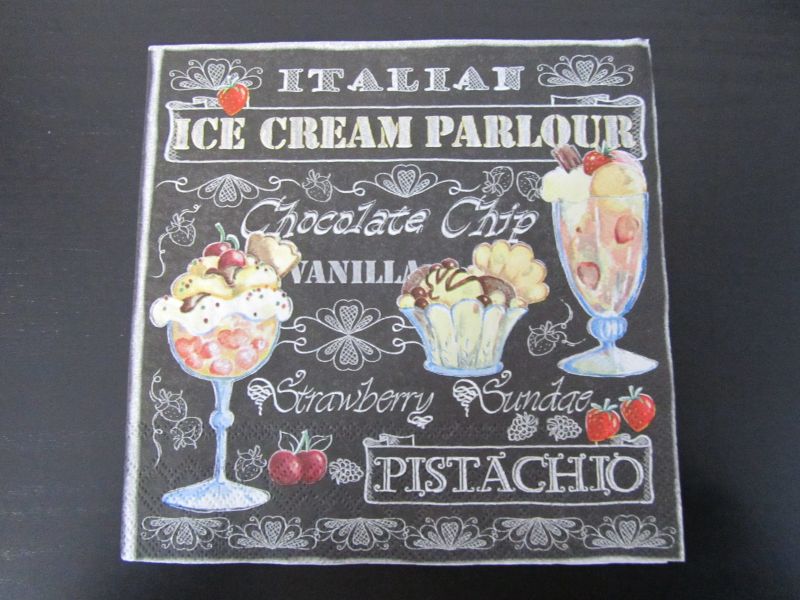 ITALIAN
ICE CREAM PARLOUR
Chocolate Chip
VANILLA
Strawberry Sundae
PISTACHIO